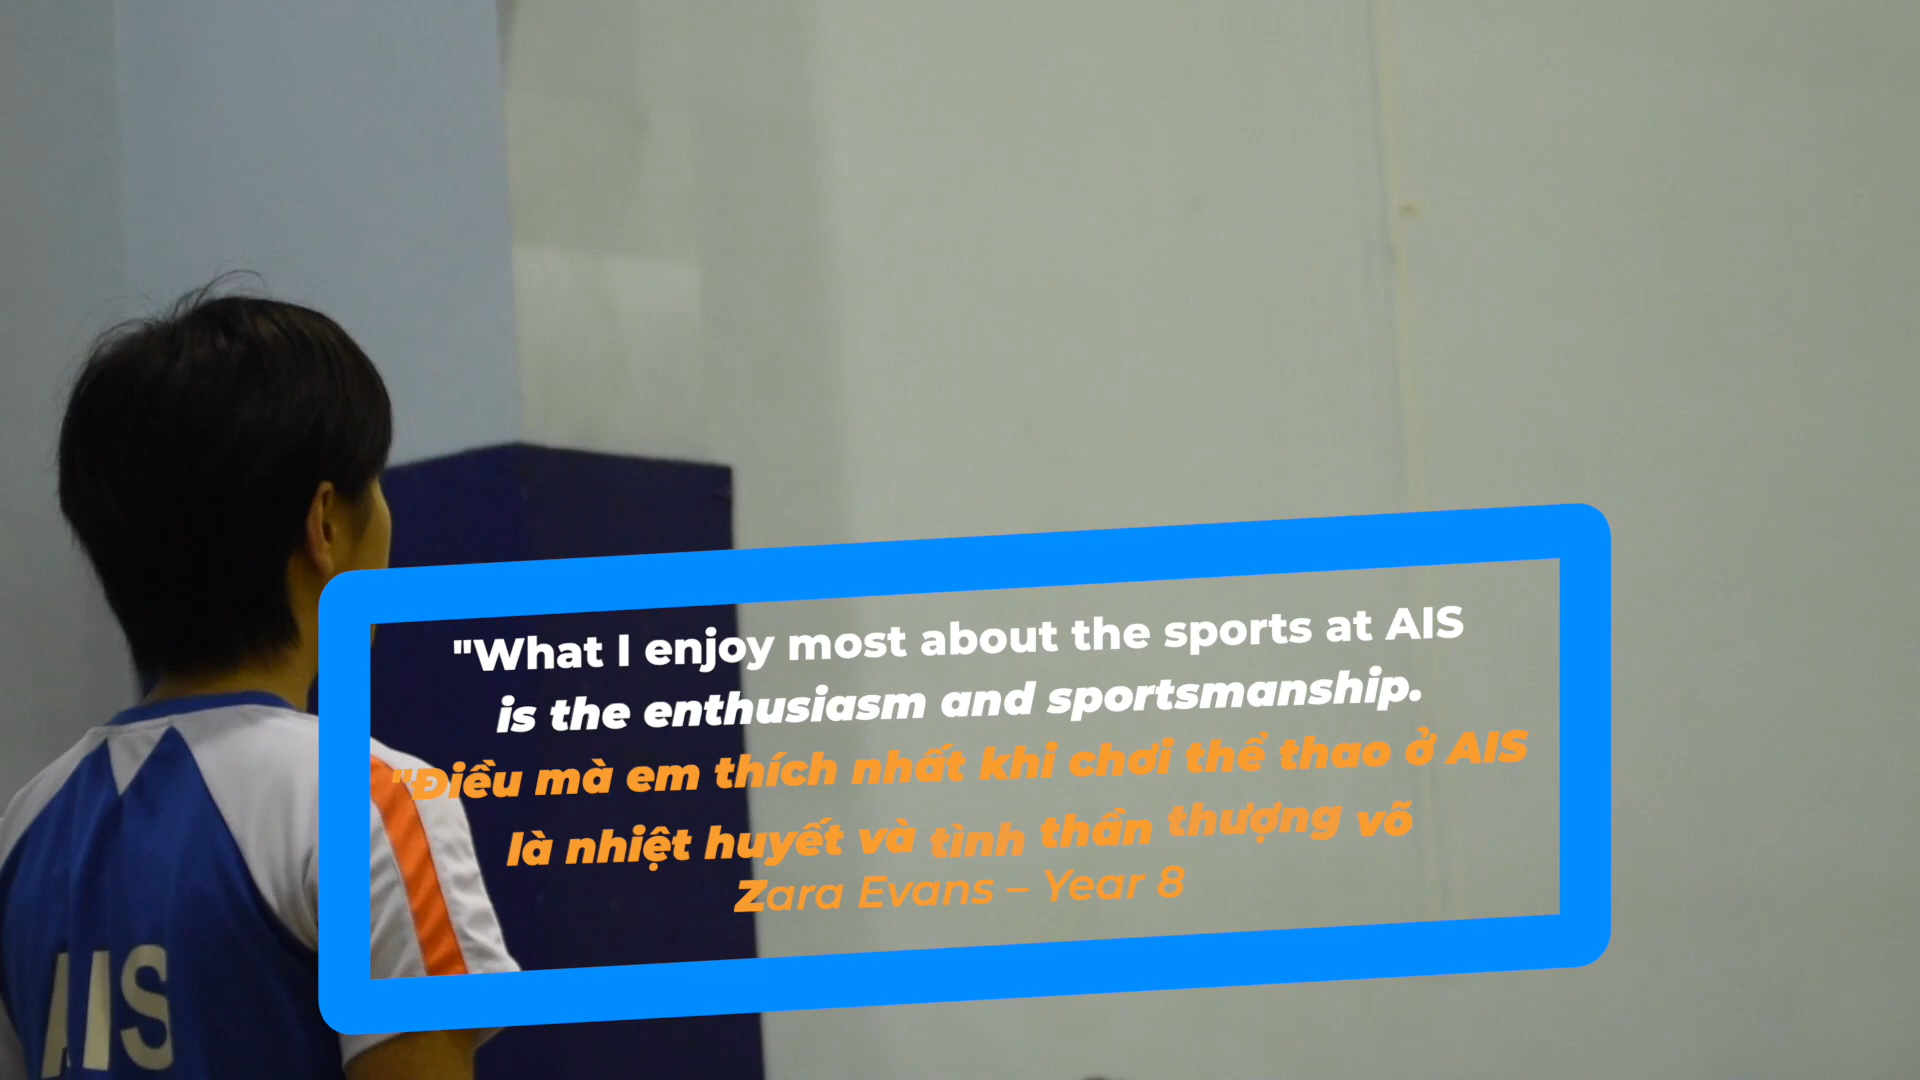 "What I enjoy most about the sports at AIS
is the enthusiasm and sportsmanship.
"Điều mà em thích nhất khi chơi thể thao ở AIS
là nhiệt huyết và tình thần thượng võ
Zara Evans – Year 8
AIS